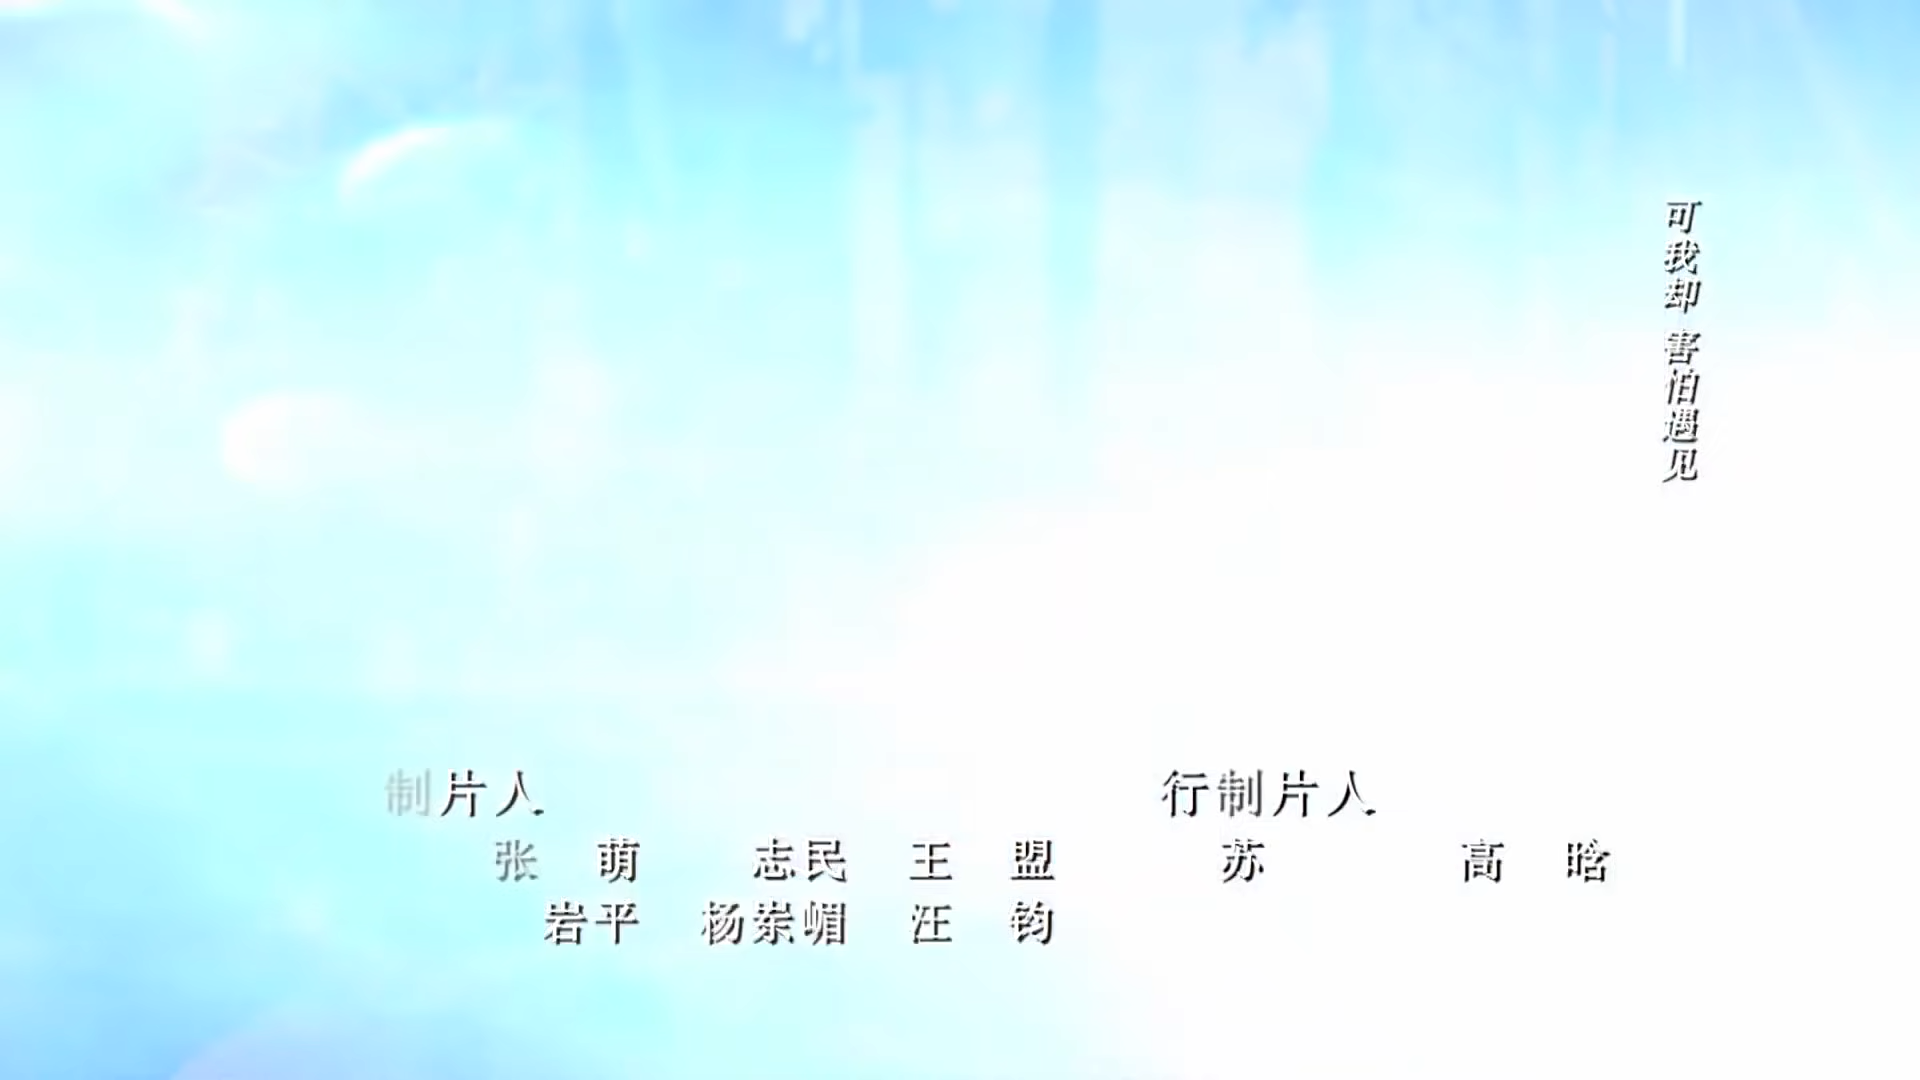 可我却 害怕遇见
制片人
张 萌 志民 王 盟
岩平 杨岽嵋 汪 钧
行制片人
苏 高 晗